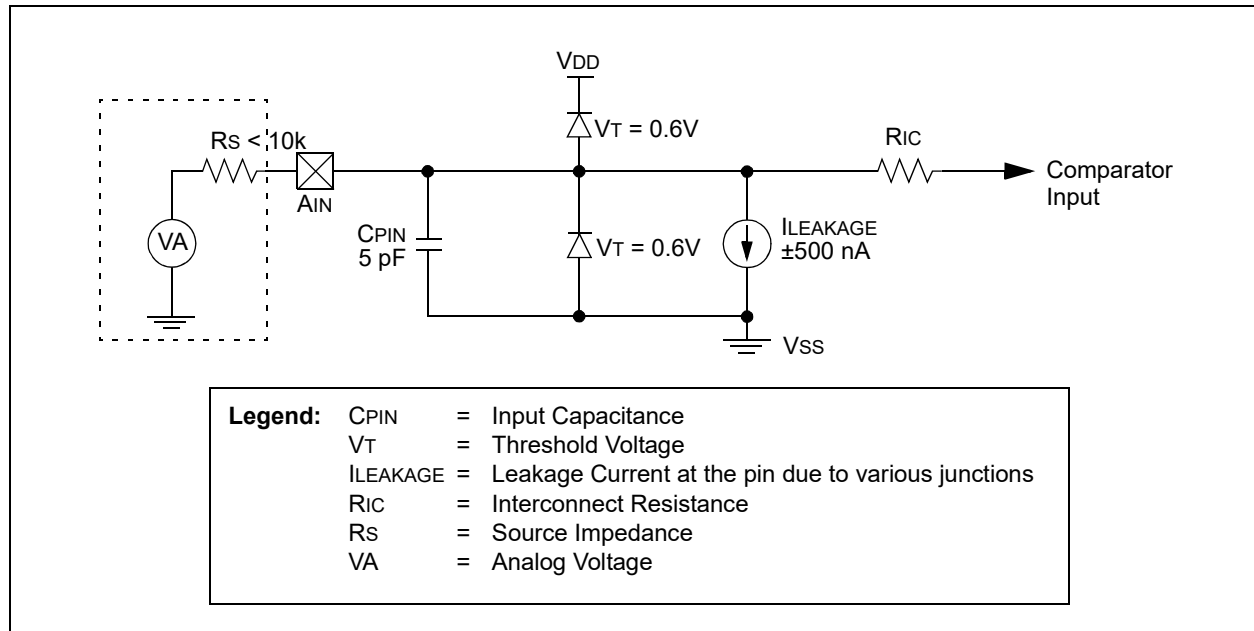 VDD
VT = 0.6V
RS < 10k
RIC
AIN
Comparator
Input
CPIN
5 pF
VA
VT = 0.6V
ILEAKAGE
±500 nA
VSS
Legend: CPIN = Input Capacitance
VT = Threshold Voltage
ILEAKAGE = Leakage Current at the pin due to various junctions
RIC = Interconnect Resistance
RS = Source Impedance
VA = Analog Voltage